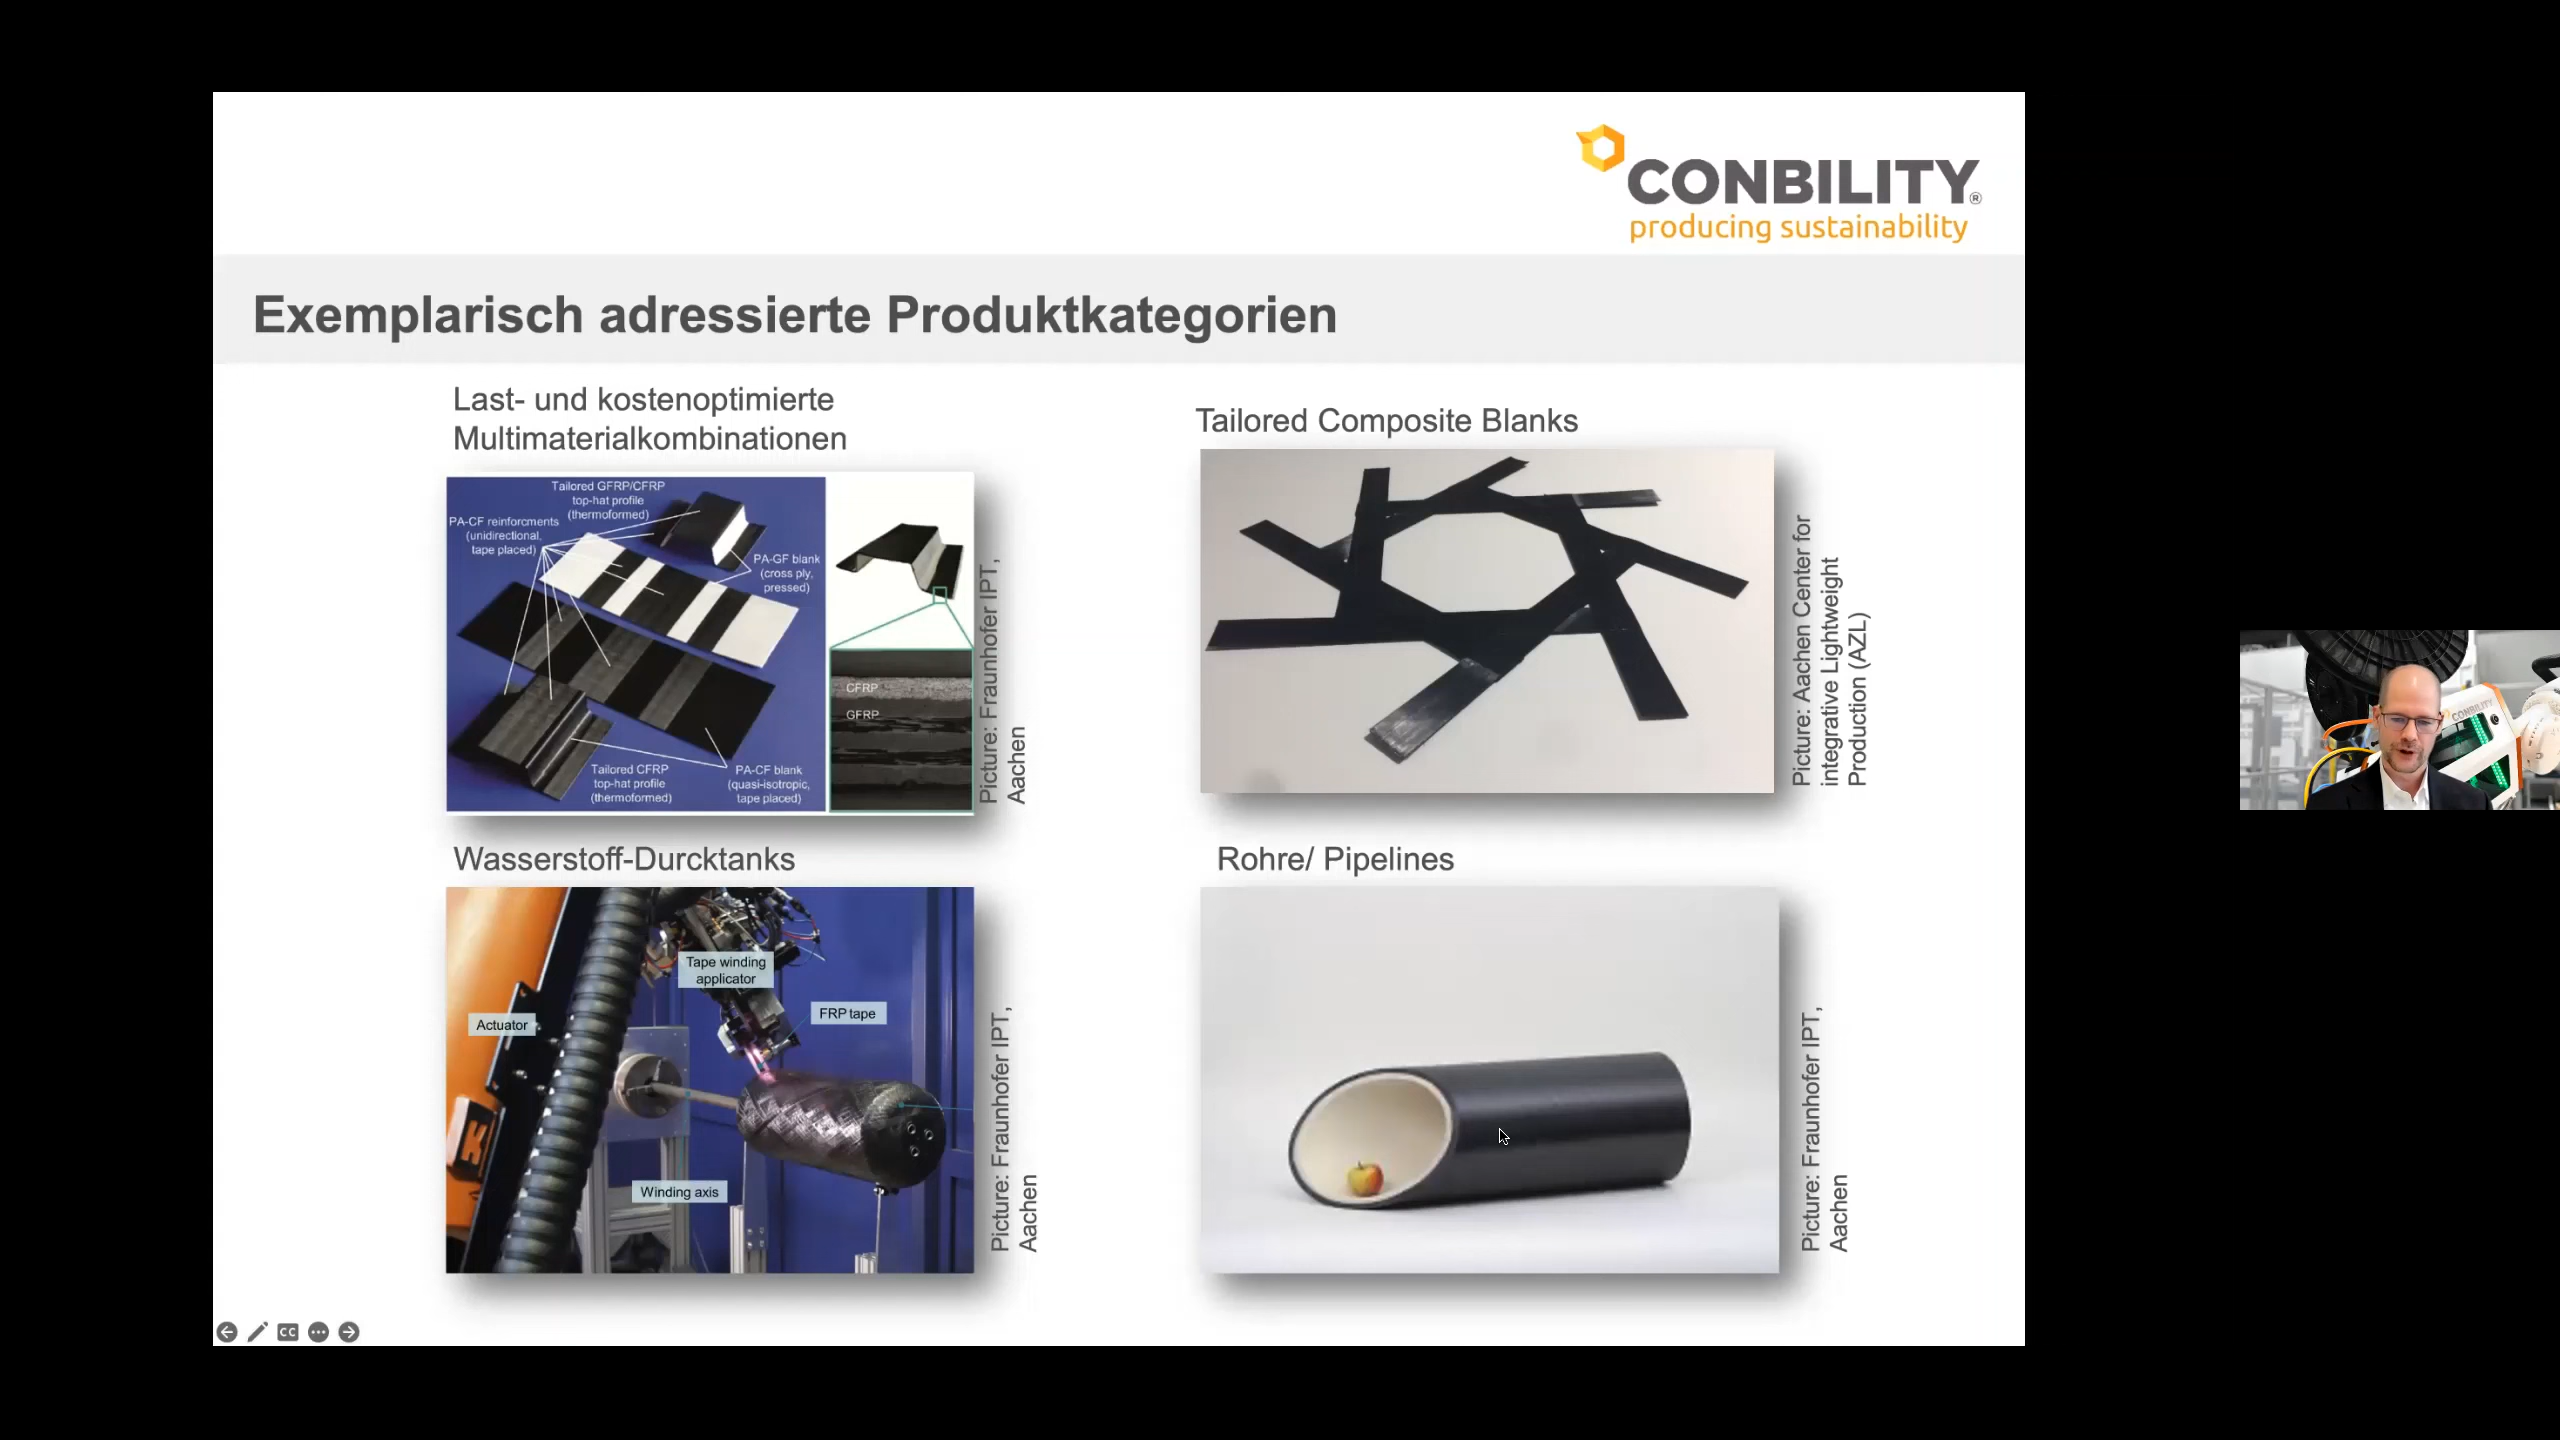 CONBILITY®
producing sustainability
Exemplarisch adressierte Produktkategorien
Last- und kostenoptimierte
Multimaterialkombinationen
Tailored GFRP/CFRP
top-hat profile
(thermoformed)
PA-CF reinforcments
(unidirectional,
tape placed)
PA-GF blank
(cross ply,
pressed)
CFRP
GFRP
Tailored CFRP
top-hat profile
(thermoformed)
PA-CF blank
(quasi-isotropic,
tape placed)
Picture: Fraunhofer IPT,
Aachen
Tailored Composite Blanks
Picture: Aachen Center for
integrative Lightweight
Production (AZL)
Wasserstoff-Durcktanks
Tape winding
applicator
FRP tape
Actuator
Winding axis
Picture: Fraunhofer IPT,
Aachen
Rohre/ Pipelines
Picture: Fraunhofer IPT,
Aachen
CC
CONBILITY